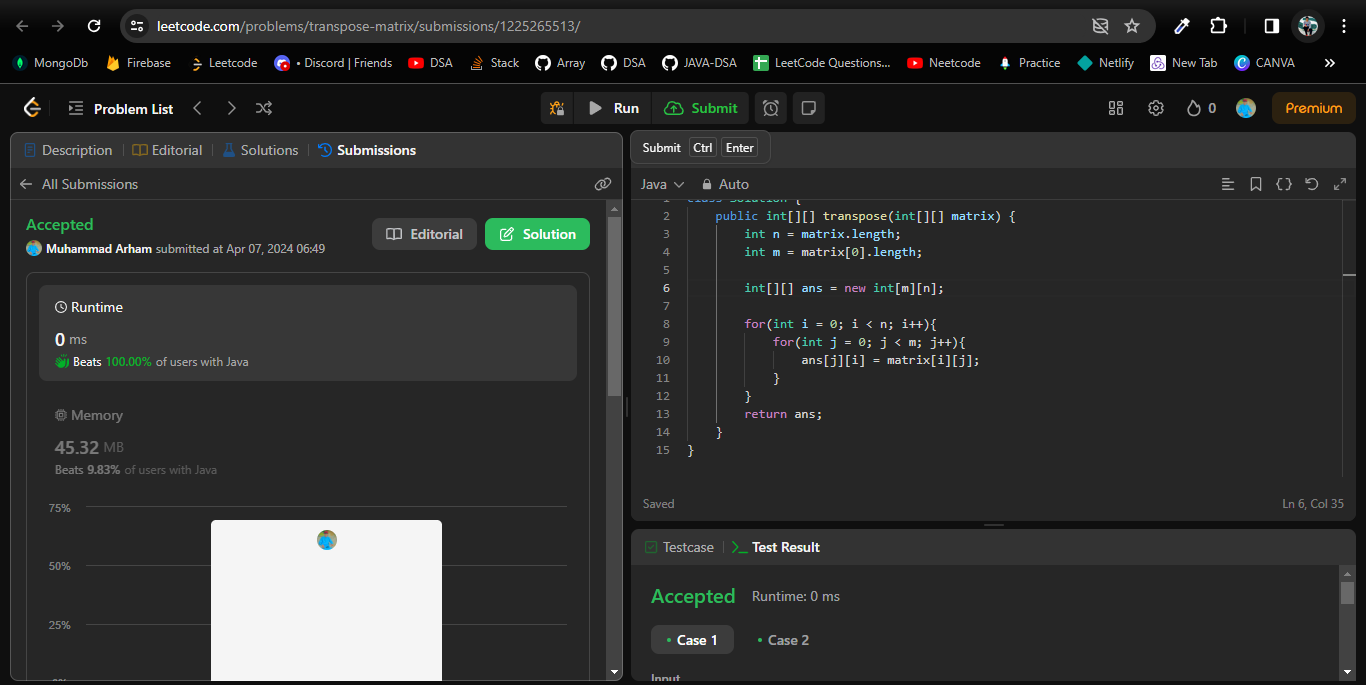 leetcode.com/problems/transpose-matrix/submissions/1225265513/
MongoDb Firebase Leetcode • Discord | Friends DSA Stack Array DSA JAVA-DSA LeetCode Questions... Neetcode Practice Netlify New Tab CANVA »
Problem List Run Submit 0 Premium
Description Editorial Solutions Submissions
All Submissions
Accepted
Muhammad Arham submitted at Apr 07, 2024 06:49
Editorial Solution
Runtime
0 ms
Beats 100.00% of users with Java
Memory
45.32 MB
Beats 9.83% of users with Java
75%
50%
25%
Submit Ctrl Enter
Java Auto
1 class Solution {
2 public int[][] transpose(int[][] matrix) {
3 int n = matrix.length;
4 int m = matrix[0].length;
5
6 int[][] ans = new int[m][n];
7
8 for(int i = 0; i < n; i++){
9 for(int j = 0; j < m; j++){
10 ans[j][i] = matrix[i][j];
11 }
12 }
13 return ans;
14 }
15 }
Saved Ln 6, Col 35
Testcase Test Result
Accepted Runtime: 0 ms
• Case 1 • Case 2
Input